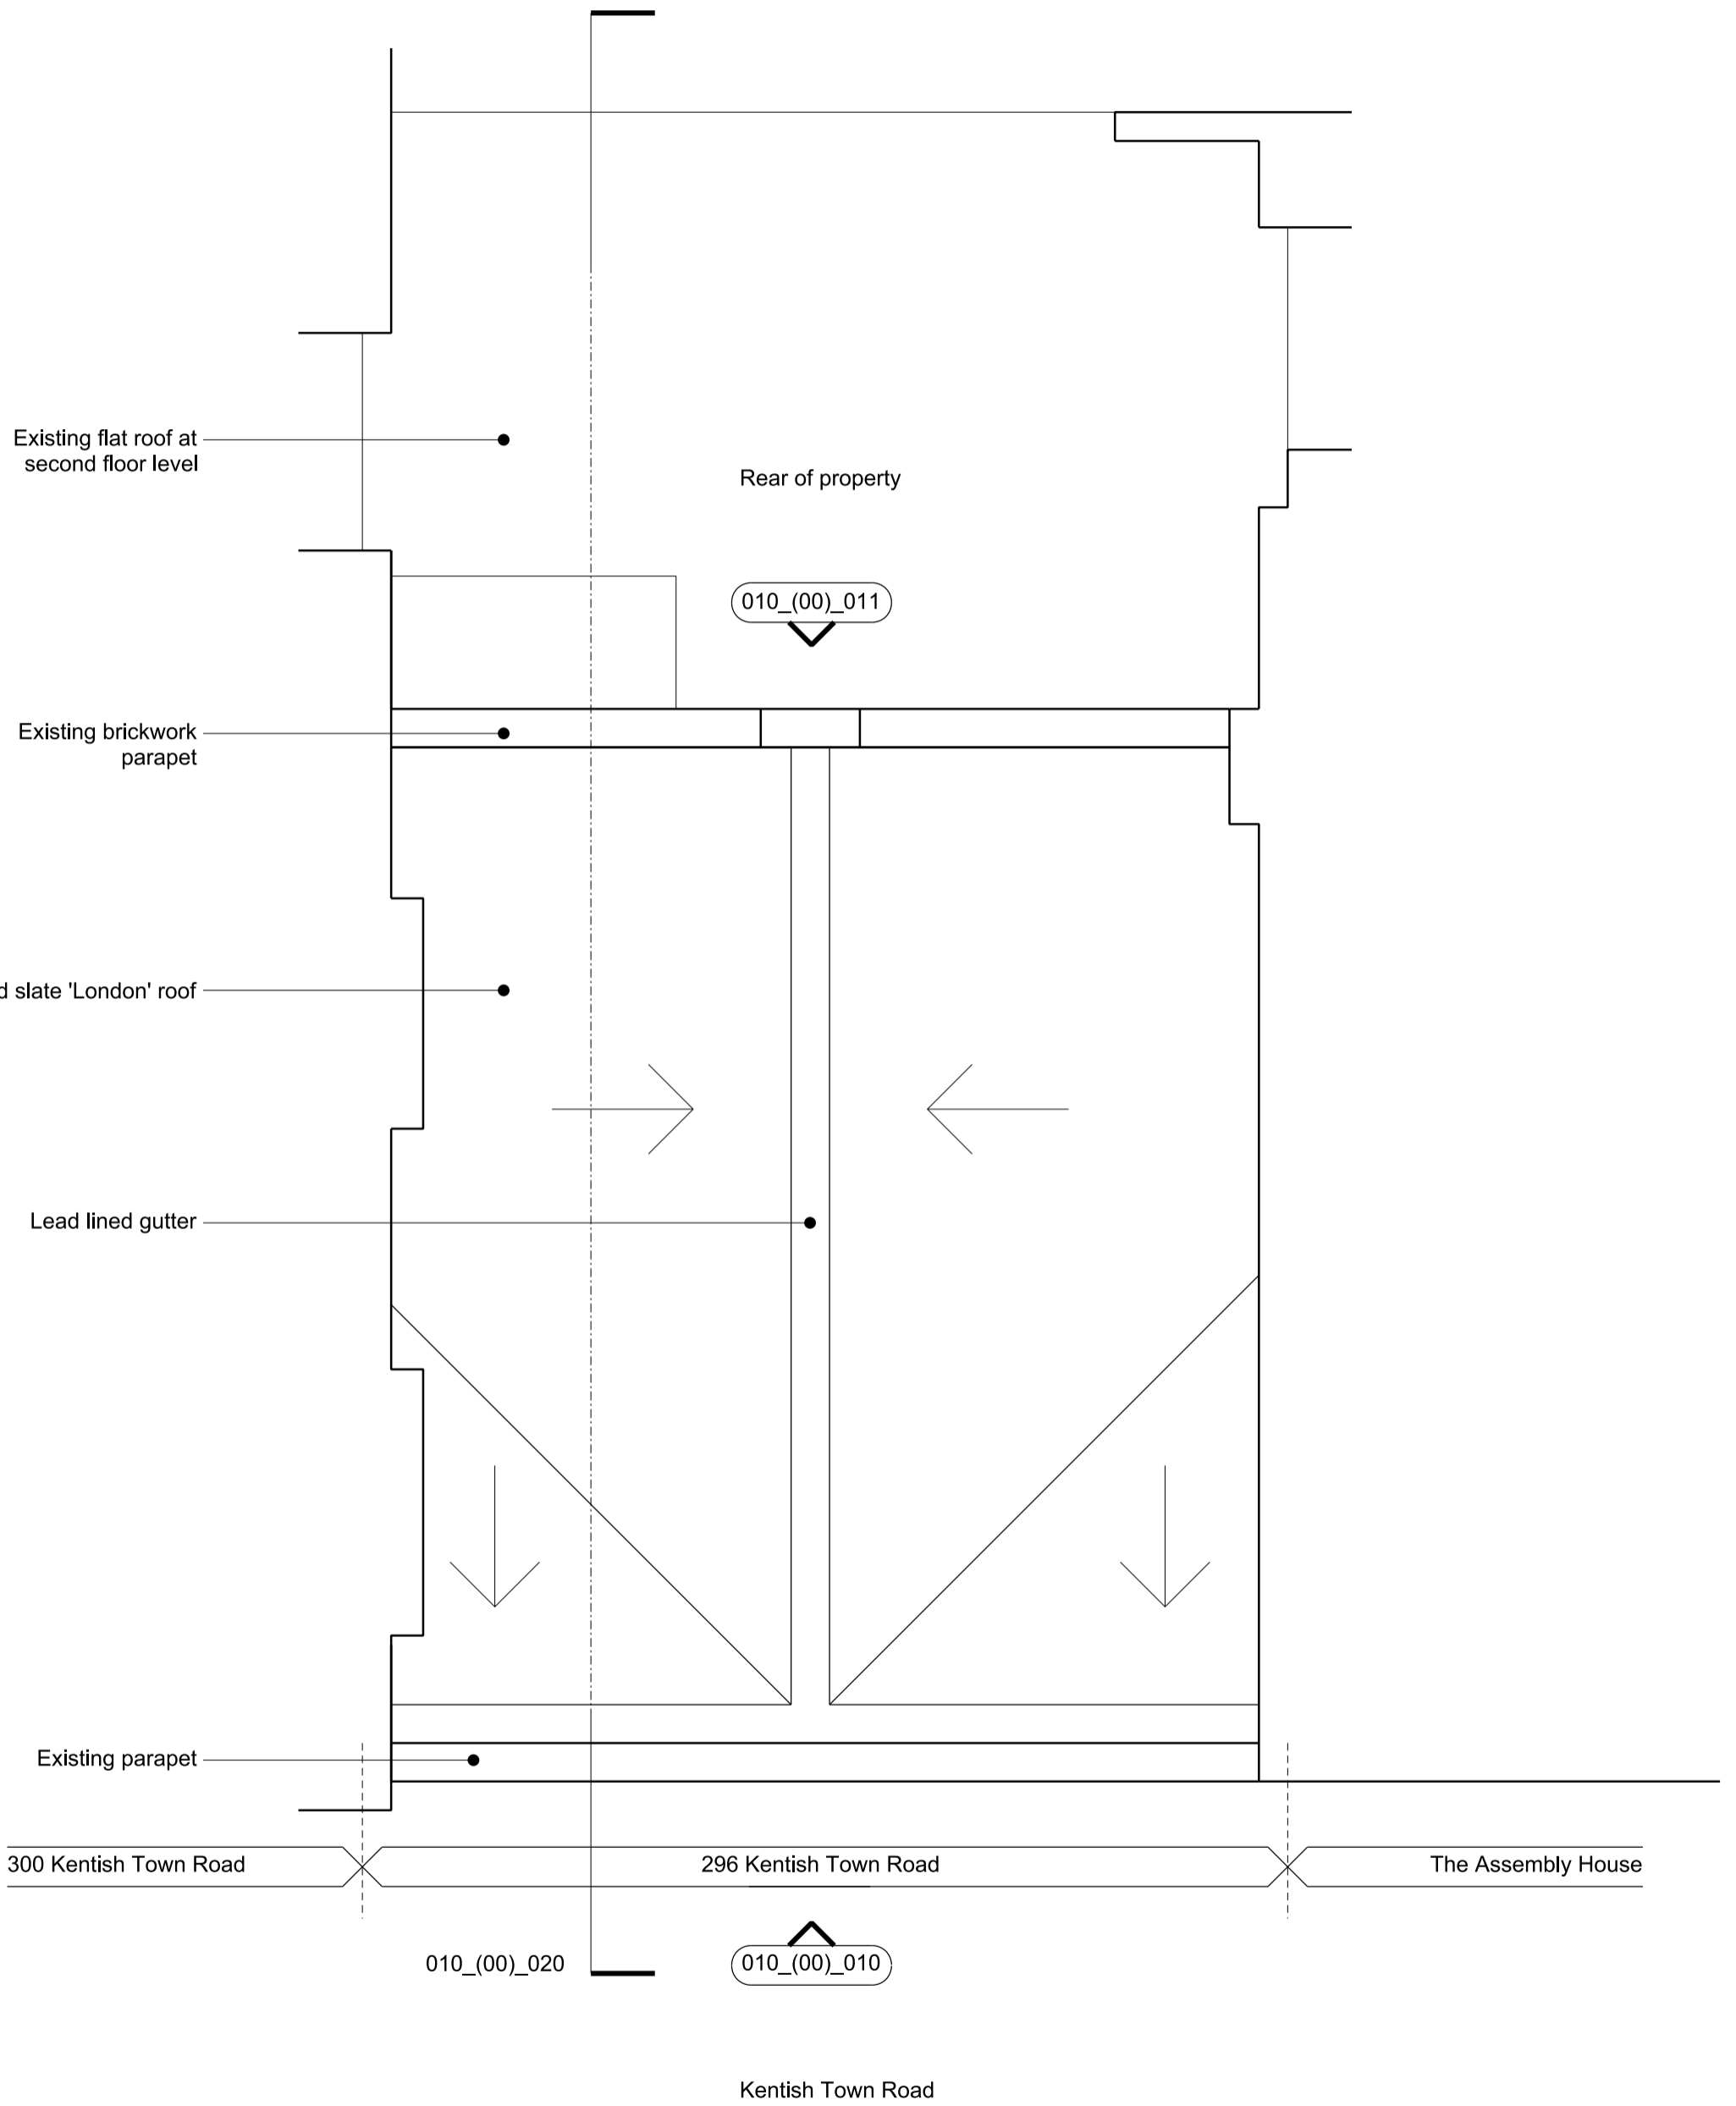 Existing flat roof at
second floor level
Rear of property
010_(00)_011
Existing brickwork
parapet
slate 'London' roof
Lead lined gutter
Existing parapet
300 Kentish Town Road
296 Kentish Town Road
The Assembly House
010_(00)_020
010_(00)_010
Kentish Town Road